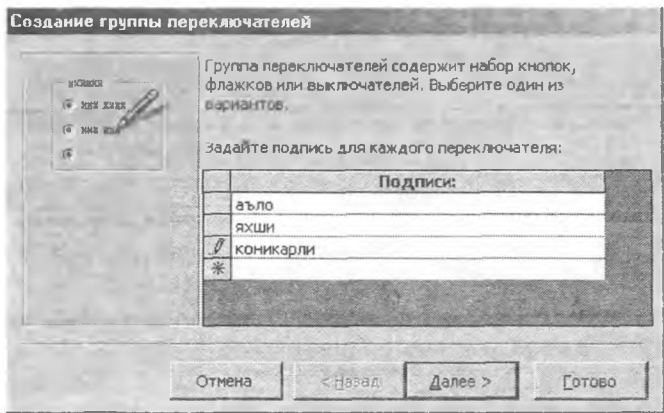 Создание группы переключателей
Группа переключателей содержит набор кнопок,
флажков или выключателей. Выберите один из
вариантов.
Задайте подпись для каждого переключателя:
Подписи:
аъло
яхши
коникарли
Отмена
< Назад
Далее >
Готово